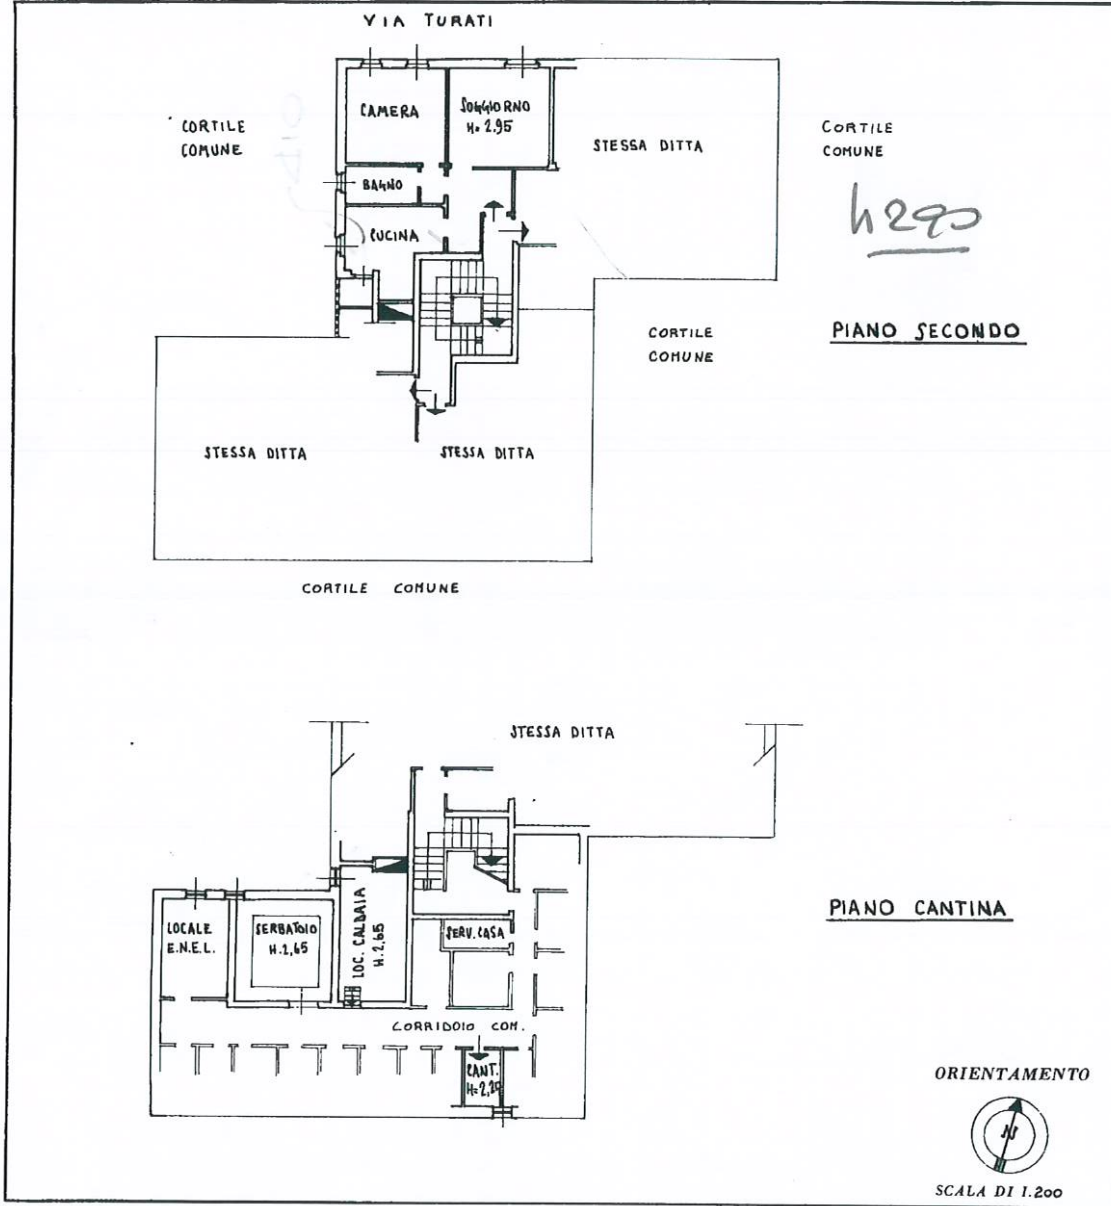 VIA TURATI
CORTILE
COMUNE
CAMERA
SOGGIORNO
H=2.95
STESSA DITTA
CORTILE
COMUNE
BAGNO
h 290
CUCINA
CORTILE
COMUNE
PIANO SECONDO
STESSA DITTA
STESSA DITTA
CORTILE COMUNE
STESSA DITTA
PIANO CANTINA
LOCALE
E.N.E.L.
SERBATOIO
H.2,65
LOC. CALDAIA
H.2,65
SERV. CASA
CORRIDOIO COM.
CANT.
H=2,20
ORIENTAMENTO
N
SCALA DI 1.200